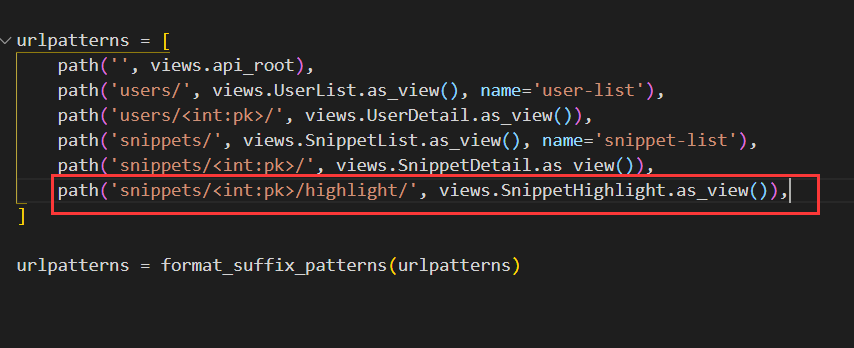 urlpatterns = [
    path('', views.api_root),
    path('users/', views.UserList.as_view(), name='user-list'),
    path('users/<int:pk>/', views.UserDetail.as_view()),
    path('snippets/', views.SnippetList.as_view(), name='snippet-list'),
    path('snippets/<int:pk>/', views.SnippetDetail.as_view()),
    path('snippets/<int:pk>/highlight/', views.SnippetHighlight.as_view()),
]
urlpatterns = format_suffix_patterns(urlpatterns)